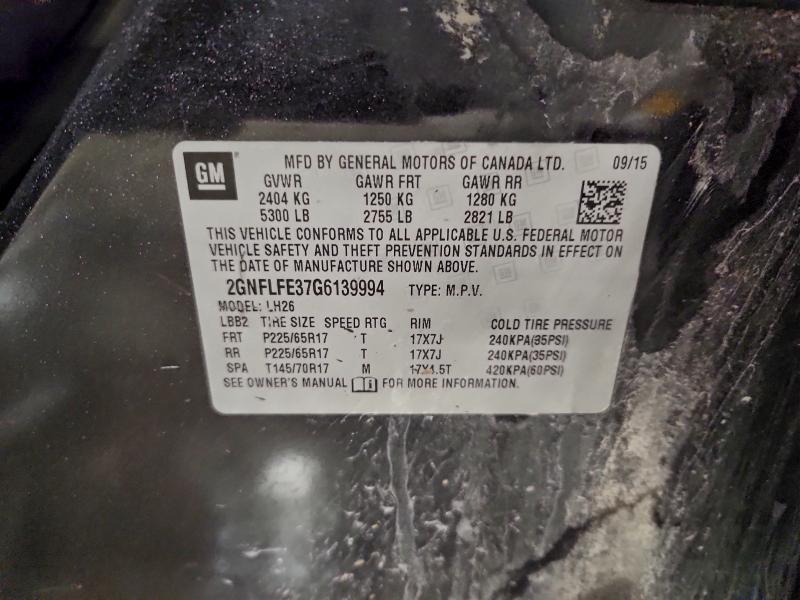 GM MFD BY GENERAL MOTORS OF CANADA LTD. 09/15
GVWR GAWR FRT GAWR RR
2404 KG 1250 KG 1280 KG
5300 LB 2755 LB 2821 LB
THIS VEHICLE CONFORMS TO ALL APPLICABLE U.S. FEDERAL MOTOR
VEHICLE SAFETY AND THEFT PREVENTION STANDARDS IN EFFECT ON
THE DATE OF MANUFACTURE SHOWN ABOVE.
2GNFLFE37G6139994 TYPE: M.P.V.
MODEL: LH26
LBB2 TIRE SIZE SPEED RTG RIM COLD TIRE PRESSURE
FRT P225/65R17 T 17X7J 240KPA(35PSI)
RR P225/65R17 T 17X7J 240KPA(35PSI)
SPA T145/70R17 M 17X4.5T 420KPA(60PSI)
SEE OWNER'S MANUAL FOR MORE INFORMATION.